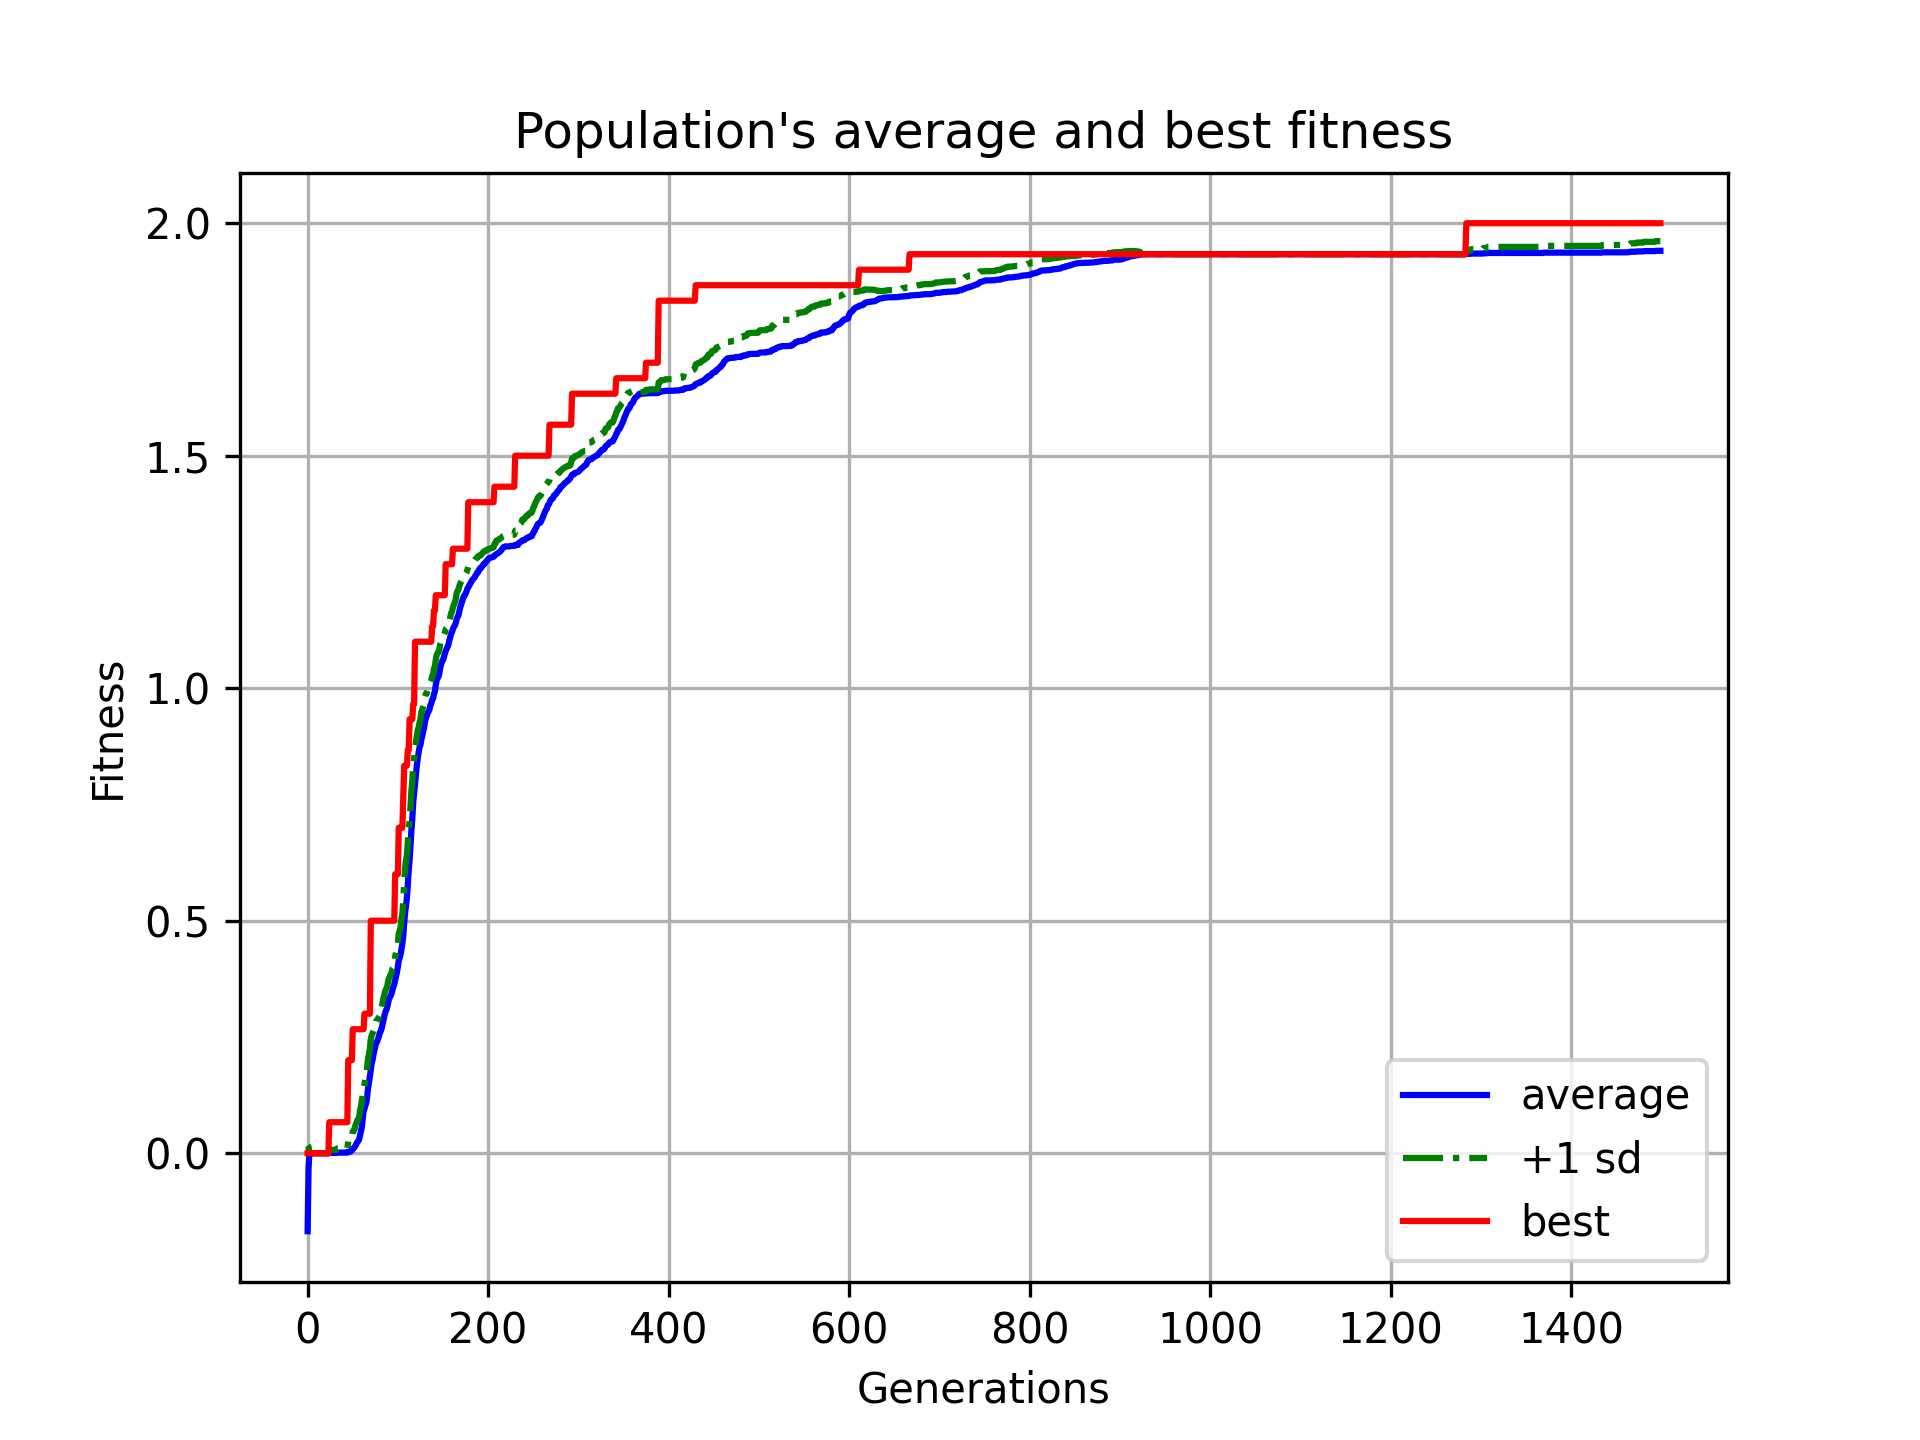 Population's average and best fitness
2.0
1.5
1.0
0.5
0.0
Fitness
0 200 400 600 800 1000 1200 1400
Generations
average
+1 sd
best